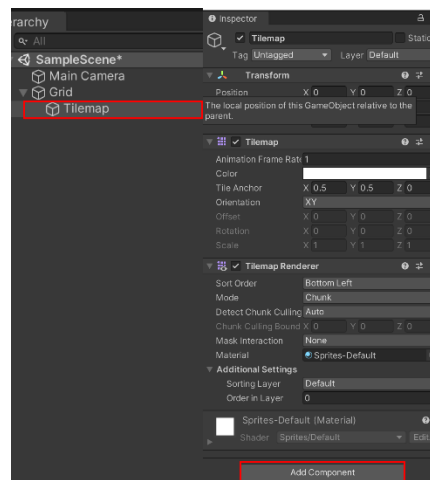 rarchy
All
SampleScene*
Main Camera
Grid
Tilemap
Inspector
Tilemap
Static
Tag Untagged Layer Default
Transform
Position X 0 Y 0 Z 0
The local position of this GameObject relative to the
parent.
Tilemap
Animation Frame Rate 1
Color
Tile Anchor X 0.5 Y 0.5 Z 0
Orientation XY
Offset X 0 Y 0 Z 0
Rotation X 0 Y 0 Z 0
Scale X 1 Y 1 Z 1
Tilemap Renderer
Sort Order Bottom Left
Mode Chunk
Detect Chunk Culling Auto
Chunk Culling Bound X 0 Y 0 Z 0
Mask Interaction None
Material Sprites-Default
Additional Settings
Sorting Layer Default
Order in Layer 0
Sprites-Default (Material)
Shader Sprites/Default Edit
Add Component